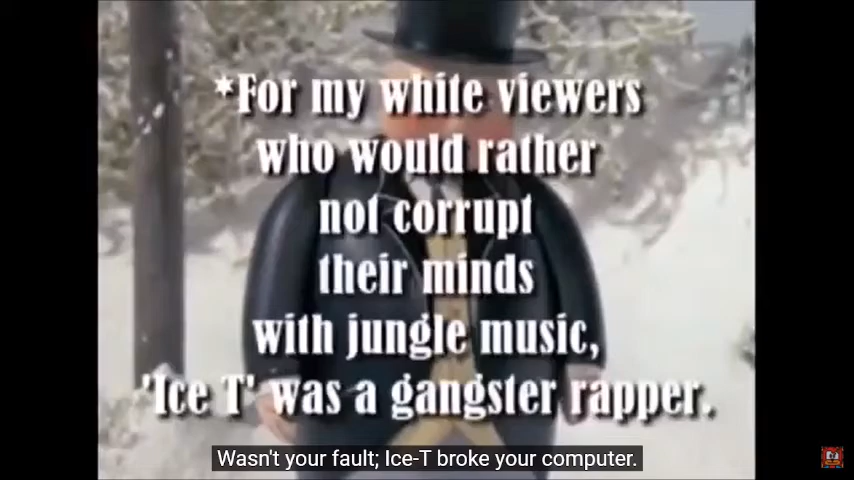 *For my white viewers
who would rather
not corrupt
their minds
with jungle music,
'Ice T' was a gangster rapper.
Wasn't your fault; Ice-T broke your computer.